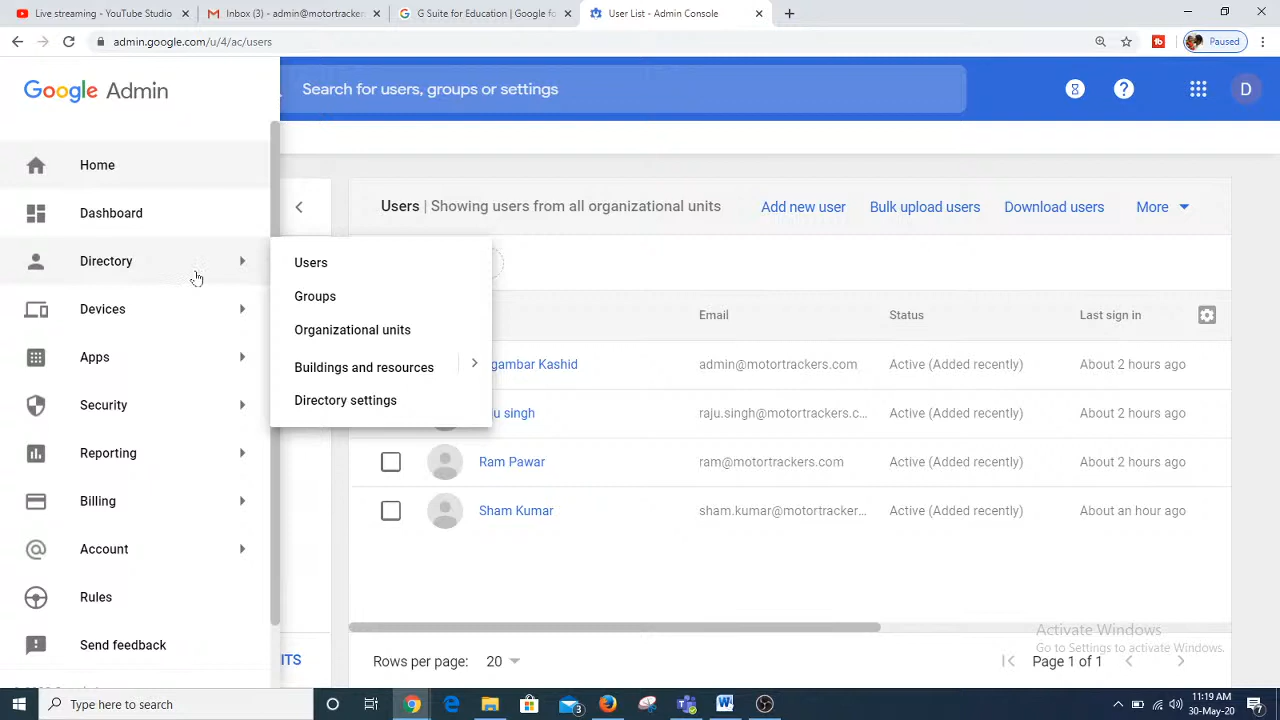 Live streaming - YouTube Studio
Inbox (3) - admin@motortracker
G Suite for Education | Google fo
User List - Admin Console
admin.google.com/u/4/ac/users
Paused
Google Admin
Search for users, groups or settings
D
Home
Dashboard
Directory
Devices
Apps
Security
Reporting
Billing
Account
Rules
Send feedback
Users
Groups
Organizational units
Buildings and resources
Directory settings
Users | Showing users from all organizational units
Add new user
Bulk upload users
Download users
More
Email
Status
Last sign in
gambar Kashid
admin@motortrackers.com
Active (Added recently)
About 2 hours ago
u singh
raju.singh@motortrackers.c...
Active (Added recently)
About 2 hours ago
Ram Pawar
ram@motortrackers.com
Active (Added recently)
About 2 hours ago
Sham Kumar
sham.kumar@motortracker...
Active (Added recently)
About an hour ago
ITS
Rows per page: 20
Page 1 of 1
Activate Windows
Go to Settings to activate Windows.
Type here to search
3
11:19 AM
30-May-20
7